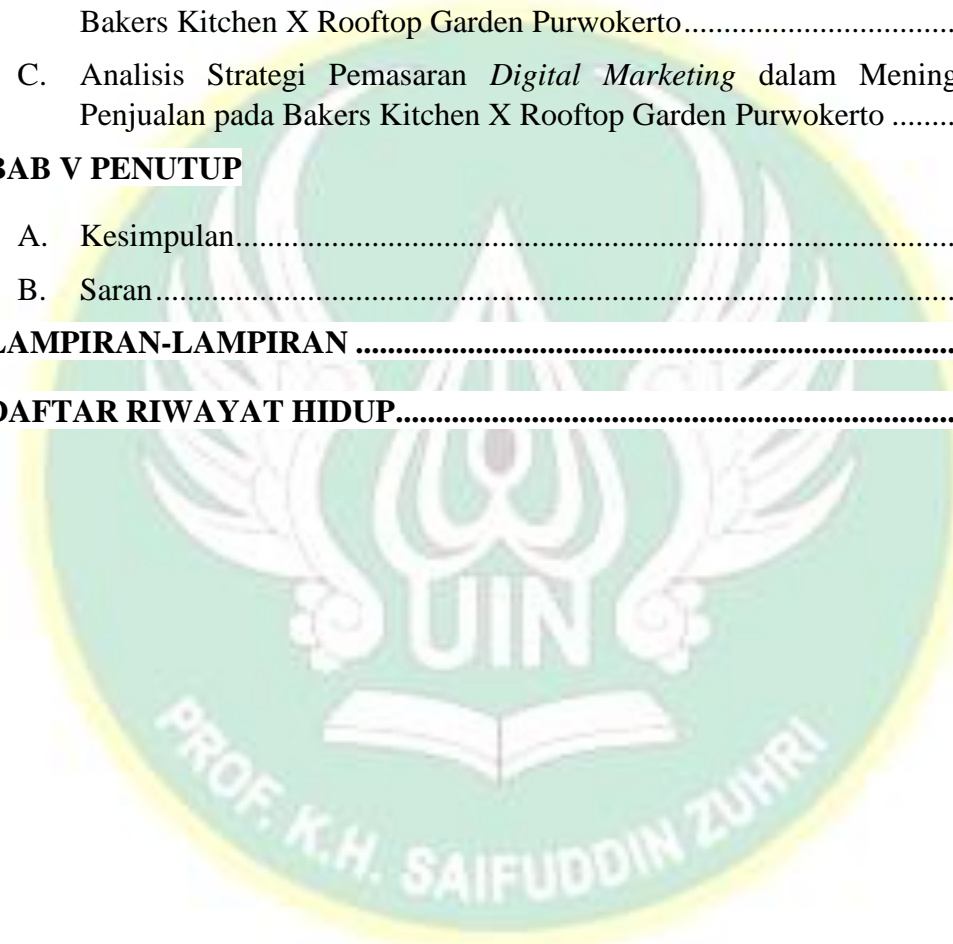 Bakers Kitchen X Rooftop Garden Purwokerto..............................
C. Analisis Strategi Pemasaran Digital Marketing dalam Mening
Penjualan pada Bakers Kitchen X Rooftop Garden Purwokerto ........
BAB V PENUTUP
A. Kesimpulan....................................................................................
B. Saran..............................................................................................
LAMPIRAN-LAMPIRAN ............................................................................
DAFTAR RIWAYAT HIDUP.......................................................................
UIN
PROF. K.H. SAIFUDDIN ZUHRI